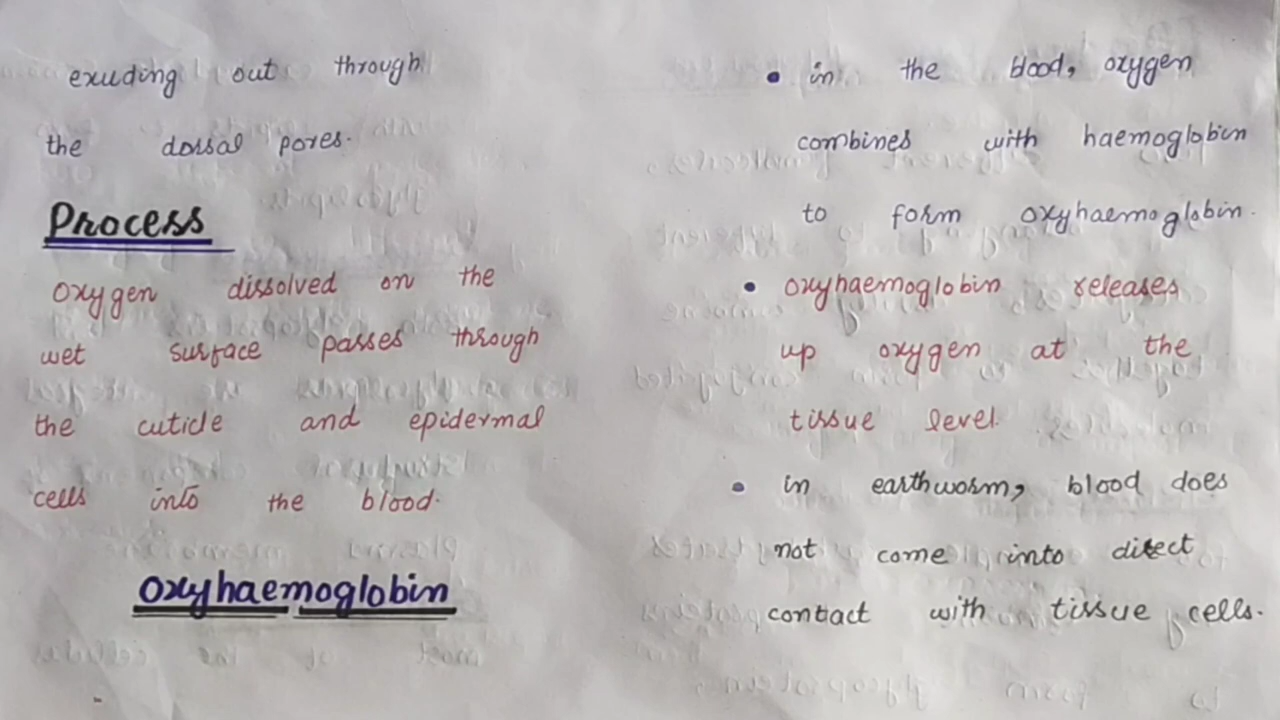 exuding out through
the dorsal pores.
Process
oxygen dissolved on the
wet surface passes through
the cuticle and epidermal
cells into the blood.
Oxyhaemoglobin
• in the blood, oxygen
combines with haemoglobin
to form oxyhaemoglobin.
• oxyhaemoglobin releases
up oxygen at the
tissue level.
• in earthworm, blood does
not come into direct
contact with tissue cells.